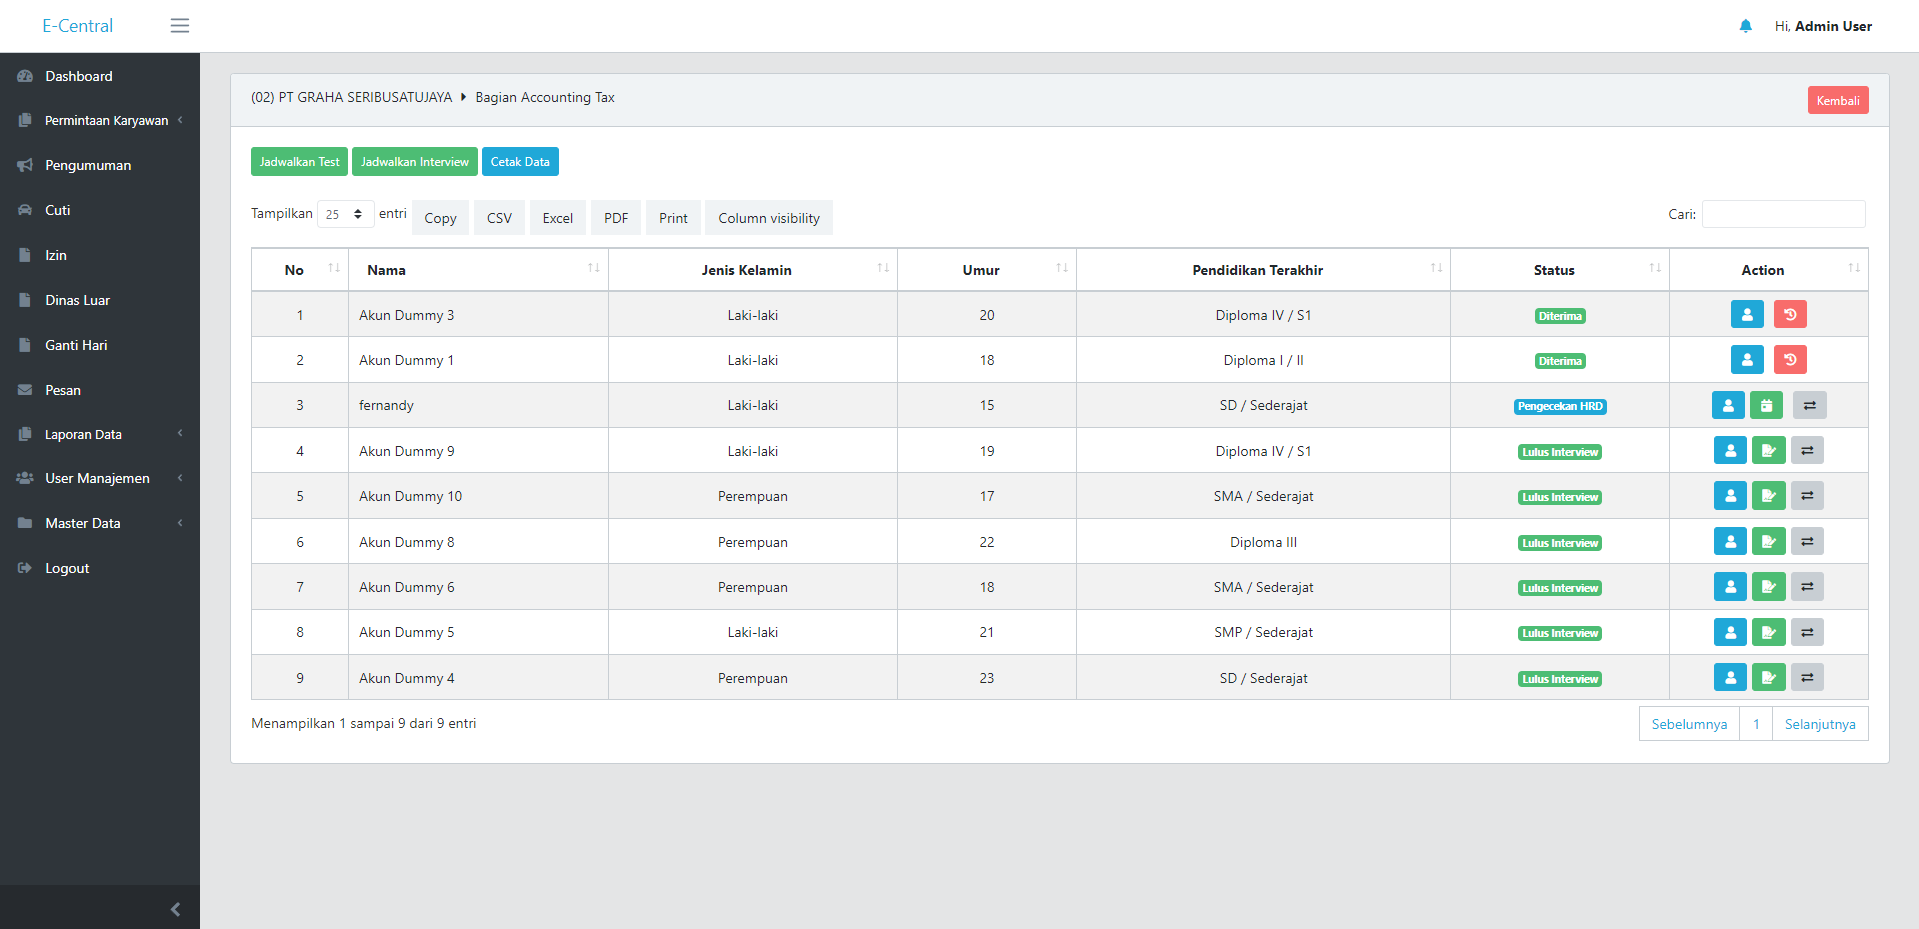 E-Central
Hi, Admin User
Dashboard
Permintaan Karyawan
Pengumuman
Cuti
Izin
Dinas Luar
Ganti Hari
Pesan
Laporan Data
User Manajemen
Master Data
Logout
(02) PT GRAHA SERIBUSATUJAYA Bagian Accounting Tax
Kembali
Jadwalkan Test Jadwalkan Interview Cetak Data
Tampilkan 25 entri Copy CSV Excel PDF Print Column visibility Cari:
No Nama Jenis Kelamin Umur Pendidikan Terakhir Status Action
1 Akun Dummy 3 Laki-laki 20 Diploma IV / S1 Diterima
2 Akun Dummy 1 Laki-laki 18 Diploma I / II Diterima
3 fernandy Laki-laki 15 SD / Sederajat Pengecekan HRD
4 Akun Dummy 9 Laki-laki 19 Diploma IV / S1 Lulus Interview
5 Akun Dummy 10 Perempuan 17 SMA / Sederajat Lulus Interview
6 Akun Dummy 8 Perempuan 22 Diploma III Lulus Interview
7 Akun Dummy 6 Perempuan 18 SMA / Sederajat Lulus Interview
8 Akun Dummy 5 Laki-laki 21 SMP / Sederajat Lulus Interview
9 Akun Dummy 4 Perempuan 23 SD / Sederajat Lulus Interview
Menampilkan 1 sampai 9 dari 9 entri
Sebelumnya 1 Selanjutnya